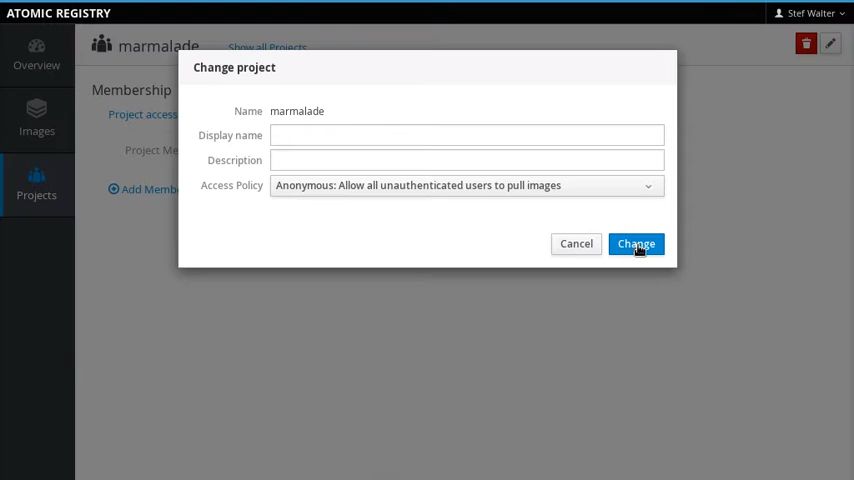 ATOMIC REGISTRY
Stef Walter
marmalade
Show all Projects
Overview
Images
Projects
Membership
Project access
Project Me
Add Membe
Change project
Name marmalade
Display name
Description
Access Policy Anonymous: Allow all unauthenticated users to pull images
Cancel Change